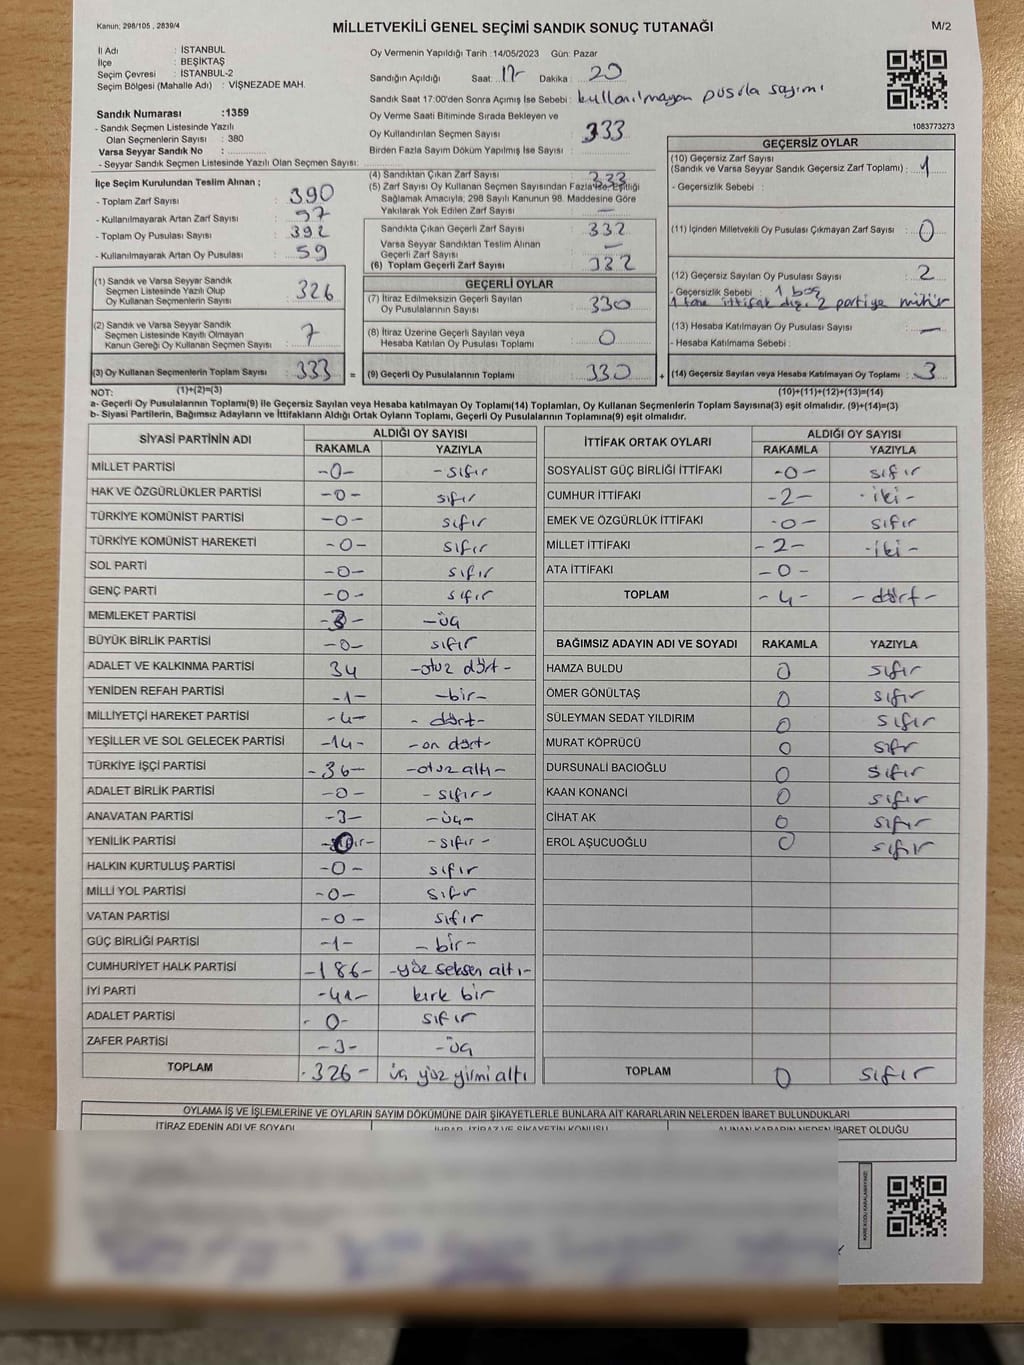 Kanun; 298/105 , 2839/4
MİLLETVEKİLİ GENEL SEÇİMİ SANDIK SONUÇ TUTANAĞI
M/2
İl Adı : İSTANBUL
İlçe : BEŞİKTAŞ
Seçim Çevresi : İSTANBUL-2
Seçim Bölgesi (Mahalle Adı) : VİŞNEZADE MAH.
Oy Vermenin Yapıldığı Tarih : 14/05/2023 Gün: Pazar
Sandığın Açıldığı Saat: 17 Dakika : 20
Sandık Saat 17:00'den Sonra Açımış İse Sebebi : kullanılmayan pusula sayımı
Sandık Numarası :1359
- Sandık Seçmen Listesinde Yazılı
Olan Seçmenlerin Sayısı : 380
Varsa Seyyar Sandık No :
- Seyyar Sandık Seçmen Listesinde Yazılı Olan Seçmen Sayısı:
Oy Verme Saati Bitiminde Sırada Bekleyen ve
Oy Kullandırılan Seçmen Sayısı : 333
Birden Fazla Sayım Döküm Yapılmış İse Sayısı :
1083773273
İlçe Seçim Kurulundan Teslim Alınan ;
- Toplam Zarf Sayısı : 390
- Kullanılmayarak Artan Zarf Sayısı : 57
- Toplam Oy Pusulası Sayısı : 392
- Kullanılmayarak Artan Oy Pusulası : 59
(4) Sandıktan Çıkan Zarf Sayısı : 333
(5) Zarf Sayısı Oy Kullanan Seçmen Sayısından Fazla İse, Eşitliği
Sağlamak Amacıyla; 298 Sayılı Kanunun 98. Maddesine Göre
Yakılarak Yok Edilen Zarf Sayısı : —
Sandıkta Çıkan Geçerli Zarf Sayısı : 332
Varsa Seyyar Sandıktan Teslim Alınan
Geçerli Zarf Sayısı : —
(6) Toplam Geçerli Zarf Sayısı : 332
GEÇERSİZ OYLAR
(10) Geçersiz Zarf Sayısı
(Sandık ve Varsa Seyyar Sandık Geçersiz Zarf Toplamı) : 1
- Geçersizlik Sebebi :
(11) İçinden Milletvekili Oy Pusulası Çıkmayan Zarf Sayısı : 0
(12) Geçersiz Sayılan Oy Pusulası Sayısı : 2
- Geçersizlik Sebebi : 1 boş
1 tane ittifak dışı 2 partiye mühür
(13) Hesaba Katılmayan Oy Pusulası Sayısı : —
- Hesaba Katılmama Sebebi :
(1) Sandık ve Varsa Seyyar Sandık
Seçmen Listesinde Yazılı Olup
Oy Kullanan Seçmenlerin Sayısı : 326
(2) Sandık ve Varsa Seyyar Sandık
Seçmen Listesinde Kayıtlı Olmayan
Kanun Gereği Oy Kullanan Seçmen Sayısı : 7
GEÇERLİ OYLAR
(7) İtiraz Edilmeksizin Geçerli Sayılan
Oy Pusulasının Sayısı : 330
(8) İtiraz Üzerine Geçerli Sayılan veya
Hesaba Katılan Oy Pusulası Toplamı : 0
(3) Oy Kullanan Seçmenlerin Toplam Sayısı : 333 = (9) Geçerli Oy Pusulalarının Toplamı : 330 + (14) Geçersiz Sayılan veya Hesaba Katılmayan Oy Toplamı : 3
NOT: (1)+(2)=(3) (10)+(11)+(12)+(13)=(14)
a- Geçerli Oy Pusulalarının Toplamı(9) ile Geçersiz Sayılan veya Hesaba katılmayan Oy Toplamı(14) Toplamları, Oy Kullanan Seçmenlerin Toplam Sayısına(3) eşit olmalıdır. (9)+(14)=(3)
b- Siyasi Partilerin, Bağımsız Adayların ve İttifakların Aldığı Ortak Oyların Toplamı, Geçerli Oy Pusulalarının Toplamına(9) eşit olmalıdır.
SİYASİ PARTİNİN ADI ALDIĞI OY SAYISI
RAKAMLA YAZIYLA
MİLLET PARTİSİ -0- -sıfır
HAK VE ÖZGÜRLÜKLER PARTİSİ -0- sıfır
TÜRKİYE KOMÜNİST PARTİSİ -0- sıfır
TÜRKİYE KOMÜNİST HAREKETİ -0- sıfır
SOL PARTİ -0- sıfır
GENÇ PARTİ -0- sıfır
MEMLEKET PARTİSİ -3- -üç
BÜYÜK BİRLİK PARTİSİ -0- sıfır
ADALET VE KALKINMA PARTİSİ 34 -otuz dört-
YENİDEN REFAH PARTİSİ -1- -bir-
MİLLİYETÇİ HAREKET PARTİSİ -4- - dört-
YEŞİLLER VE SOL GELECEK PARTİSİ -14- -on dört-
TÜRKİYE İŞÇİ PARTİSİ -36- -otuz altı-
ADALET BİRLİK PARTİSİ -0- - sıfır-
ANAVATAN PARTİSİ -3- -üç-
YENİLİK PARTİSİ -0- -sıfır-
HALKIN KURTULUŞ PARTİSİ -0- sıfır
MİLLİ YOL PARTİSİ -0- sıfır
VATAN PARTİSİ -0- sıfır
GÜÇ BİRLİĞİ PARTİSİ -1- -bir-
CUMHURİYET HALK PARTİSİ -186- -yüz seksen altı-
İYİ PARTİ -41- kırk bir
ADALET PARTİSİ -0- sıfır
ZAFER PARTİSİ -3- -üç
TOPLAM -326- üç yüz yirmi altı
İTTİFAK ORTAK OYLARI ALDIĞI OY SAYISI
RAKAMLA YAZIYLA
SOSYALİST GÜÇ BİRLİĞİ İTTİFAKI -0- sıfır
CUMHUR İTTİFAKI -2- -iki-
EMEK VE ÖZGÜRLÜK İTTİFAKI -0- sıfır
MİLLET İTTİFAKI -2- -iki-
ATA İTTİFAKI -0-
TOPLAM -4- -dört-
BAĞIMSIZ ADAYIN ADI VE SOYADI RAKAMLA YAZIYLA
HAMZA BULDU 0 sıfır
ÖMER GÖNÜLTAŞ 0 sıfır
SÜLEYMAN SEDAT YILDIRIM 0 sıfır
MURAT KÖPRÜCÜ 0 sıfr
DURSUNALİ BACIOĞLU 0 sıfır
KAAN KONANCİ 0 sıfır
CİHAT AK 0 sıfır
EROL AŞUCUOĞLU 0 sıfır
TOPLAM 0 sıfır
OYLAMA İŞ VE İŞLEMLERİNE VE OYLARIN SAYIM DÖKÜMÜNE DAİR ŞİKAYETLERLE BUNLARA AİT KARARLARIN NELERDEN İBARET BULUNDUKLARI
İTİRAZ EDENİN ADI VE SOYADI İHBAR, İTİRAZ VE ŞİKAYETİN KONUSU ALINAN KARARIN NEDEN İBARET OLDUĞU
KARE KODU KARALAMAYINIZ!